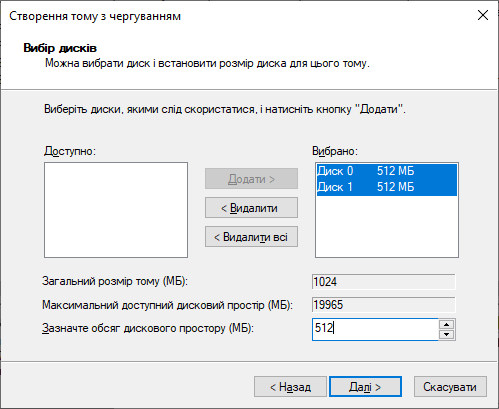 Створення тому з чергуванням
Вибір дисків
Можна вибрати диск і встановити розмір диска для цього тому.
Виберіть диски, якими слід скористатися, і натисніть кнопку "Додати".
Доступно:
Вибрано:
Додати >
< Видалити
< Видалити всі
Диск 0 512 МБ
Диск 1 512 МБ
Загальний розмір тому (МБ):
1024
Максимальний доступний дисковий простір (МБ):
19965
Зазначте обсяг дискового простору (МБ):
512
< Назад
Далі >
Скасувати